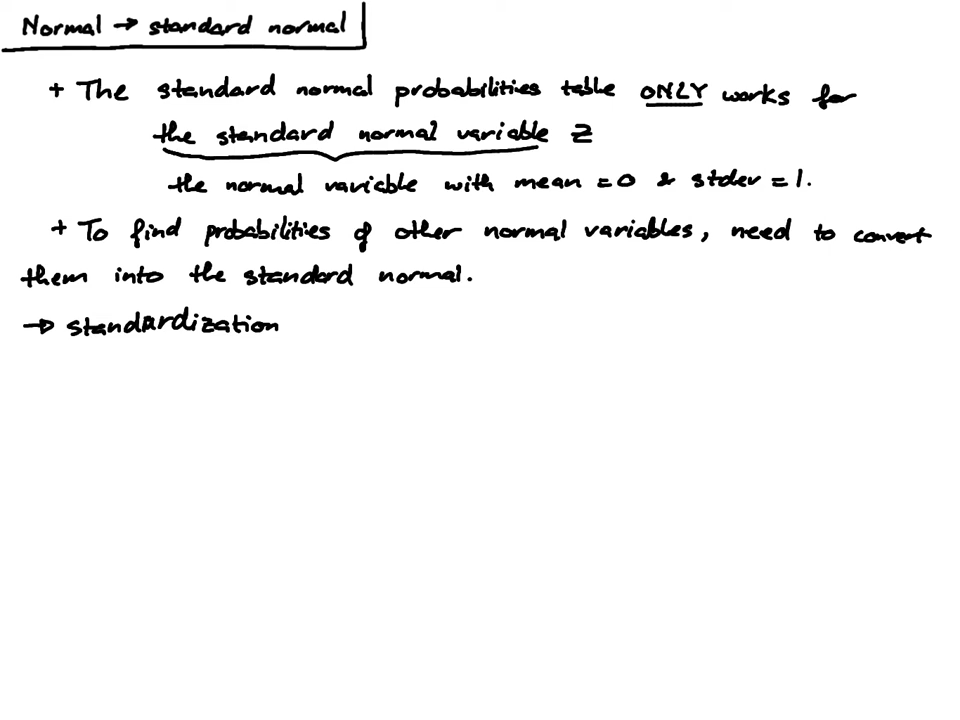 Normal → standard normal
+ The standard normal probabilities table ONLY works for
the standard normal variable Z
the normal variable with mean = 0 & stdev = 1.
+ To find probabilities of other normal variables, need to convert
them into the standard normal.
→ standardization